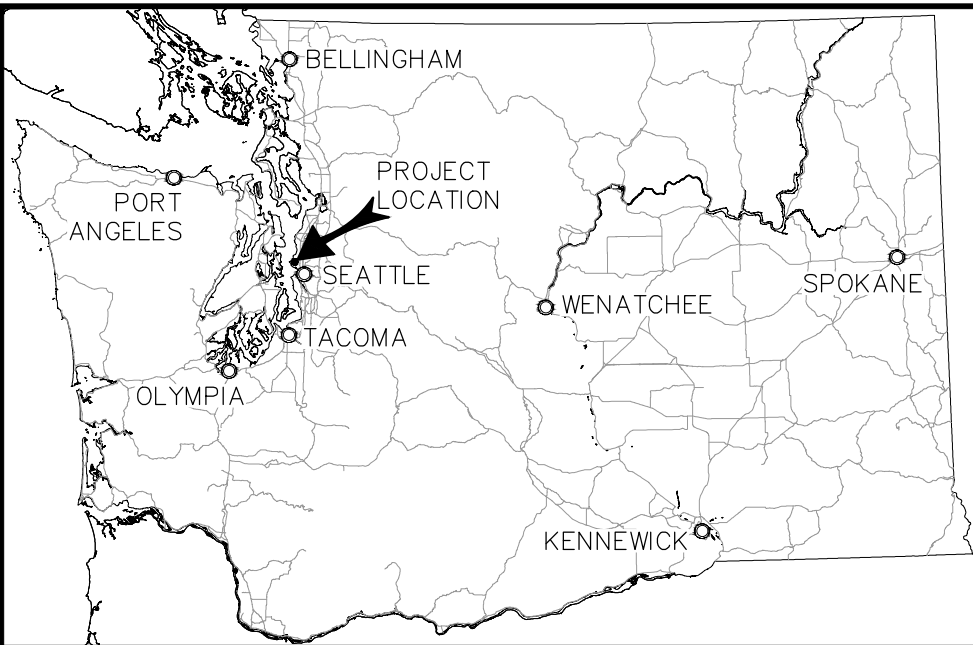 BELLINGHAM
PROJECT
LOCATION
PORT
ANGELES
SEATTLE
SPOKANE
WENATCHEE
TACOMA
OLYMPIA
KENNEWICK